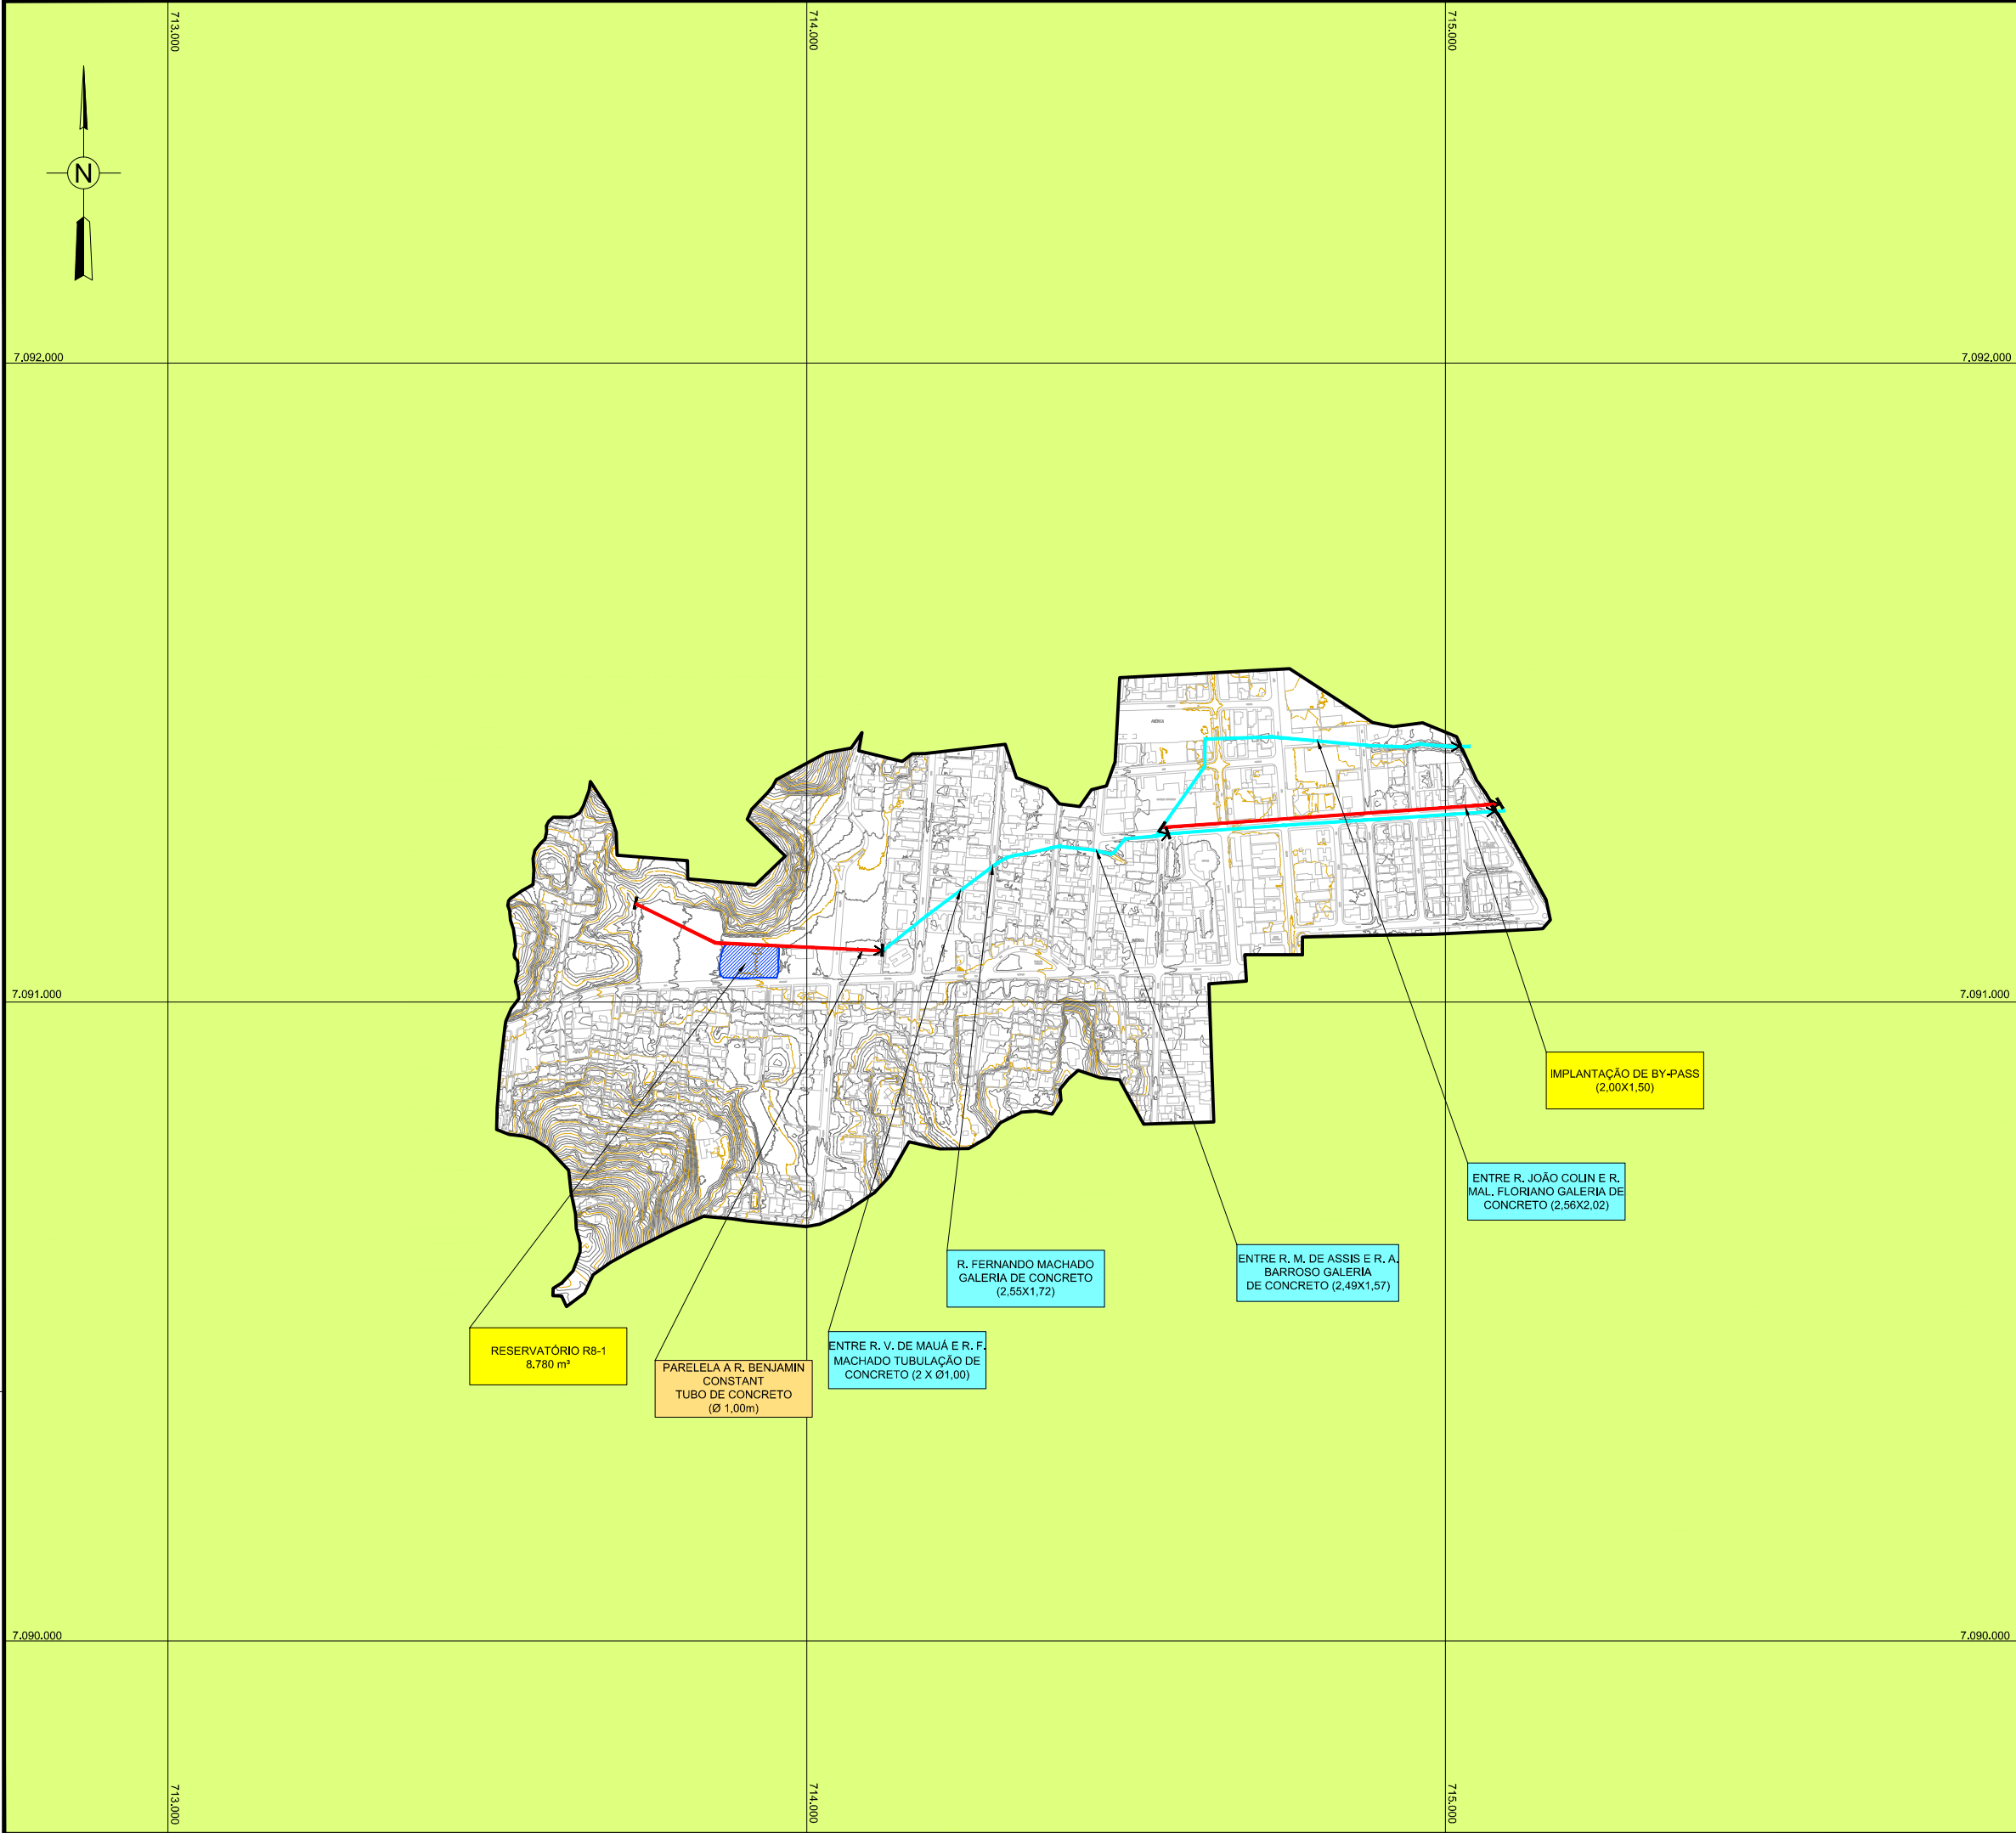 713.000
714.000
715.000
N
7.092.000
7.092.000
7.091.000
7.091.000
IMPLANTAÇÃO DE BY-PASS
(2,00X1,50)
ENTRE R. JOÃO COLIN E R.
MAL. FLORIANO GALERIA DE
CONCRETO (2,56X2,02)
R. FERNANDO MACHADO
GALERIA DE CONCRETO
(2,55X1,72)
ENTRE R. M. DE ASSIS E R. A.
BARROSO GALERIA
DE CONCRETO (2,49X1,57)
RESERVATÓRIO R8-1
8.780 m³
PARELELA A R. BENJAMIN
CONSTANT
TUBO DE CONCRETO
(Ø 1,00m)
ENTRE R. V. DE MAUÁ E R. F.
MACHADO TUBULAÇÃO DE
CONCRETO (2 X Ø1,00)
7.090.000
7.090.000
713.000
714.000
715.000